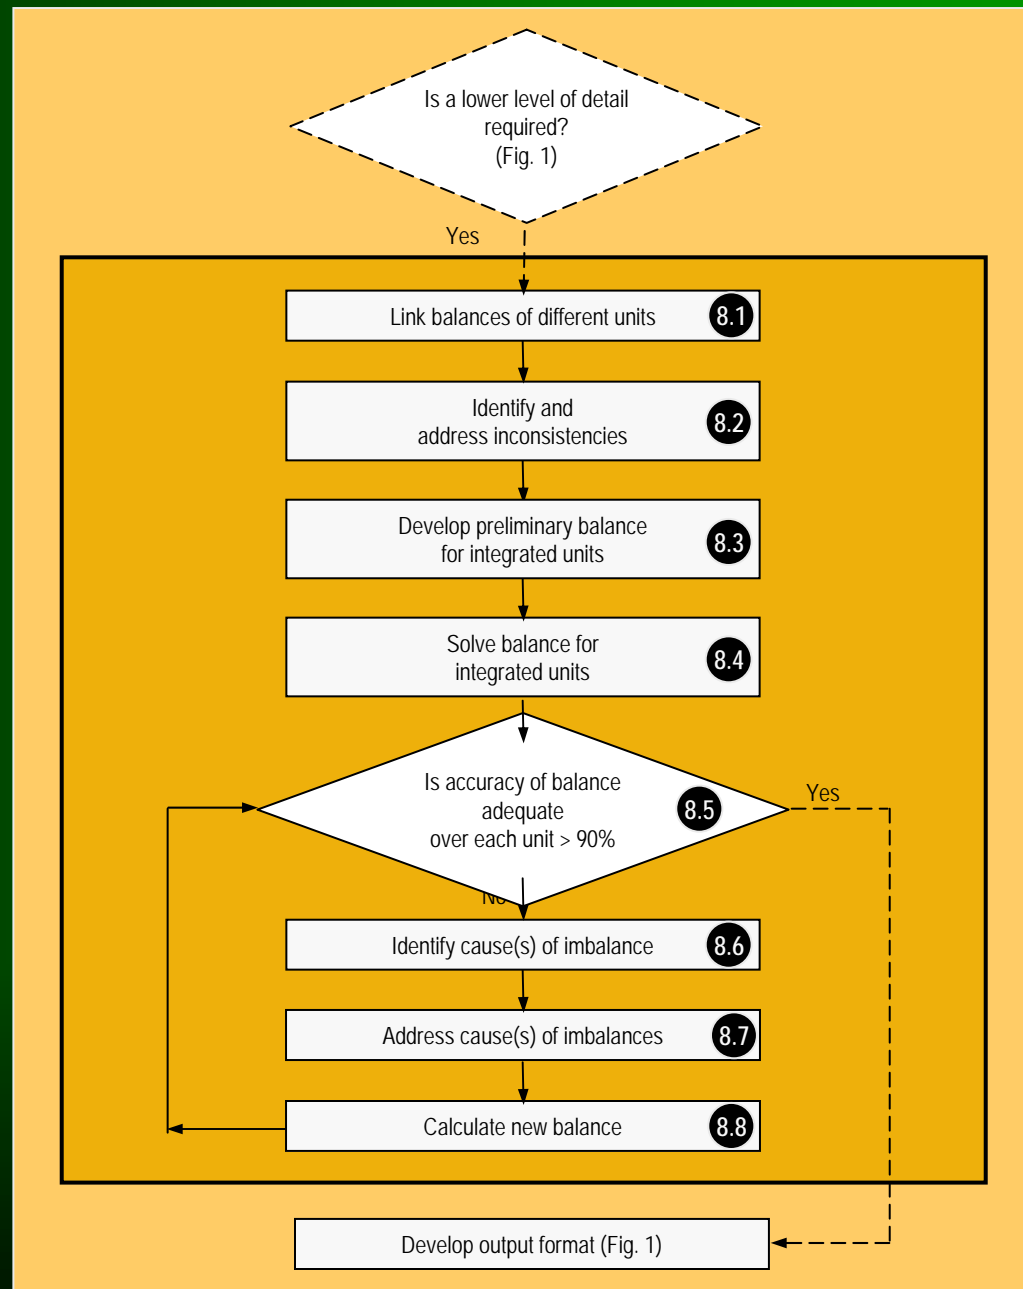 Is a lower level of detail
required?
(Fig. 1)
Yes
Link balances of different units
8.1
Identify and
address inconsistencies
8.2
Develop preliminary balance
for integrated units
8.3
Solve balance for
integrated units
8.4
Is accuracy of balance
adequate
over each unit > 90%
8.5
Yes
No
Identify cause(s) of imbalance
8.6
Address cause(s) of imbalances
8.7
Calculate new balance
8.8
Develop output format (Fig. 1)